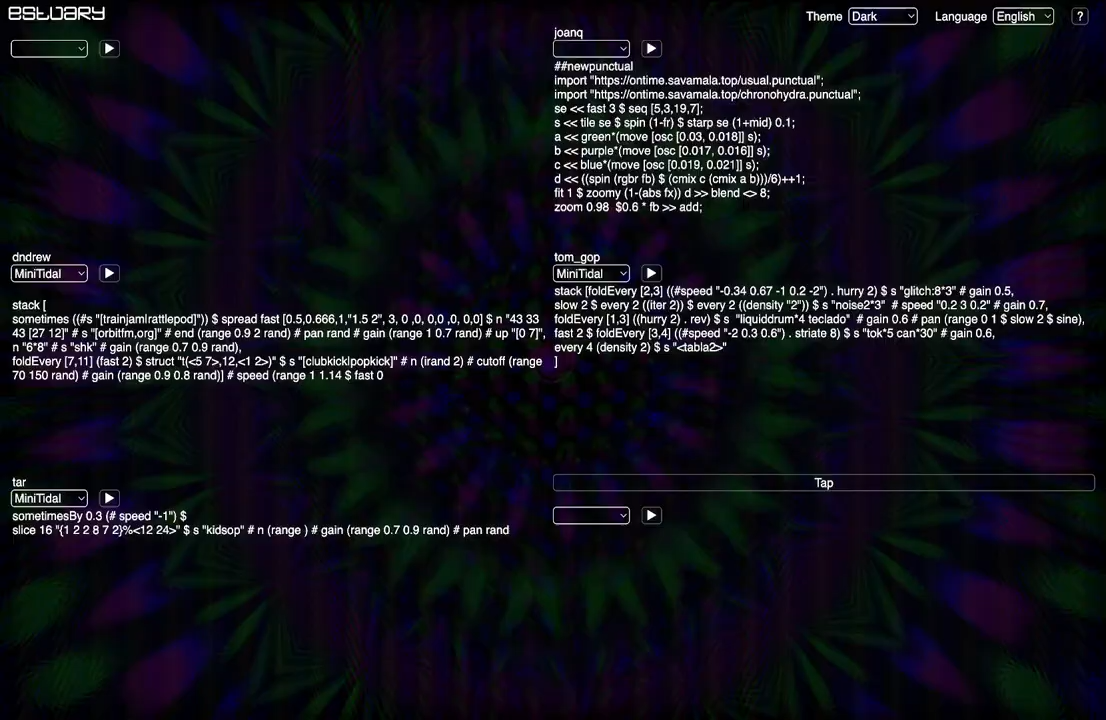 estuary
Theme Dark Language English ?
joanq
##newpunctual
import "https://ontime.savamala.top/usual.punctual";
import "https://ontime.savamala.top/chronohydra.punctual";
se << fast 3 $ seq [5,3,19,7];
s << tile se $ spin (1-fr) $ starp se (1+mid) 0.1;
a << green*(move [osc [0.03, 0.018]] s);
b << purple*(move [osc [0.017, 0.016]] s);
c << blue*(move [osc [0.019, 0.021]] s);
d << ((spin (rgbr fb) $ (cmix c (cmix a b)))/6)++1;
fit 1 $ zoomy (1-(abs fx)) d >> blend <> 8;
zoom 0.98  $0.6 * fb >> add;
dndrew
MiniTidal
stack [
sometimes ((#s "[trainjam|rattlepod]")) $ spread fast [0.5,0.666,1,"1.5 2", 3, 0 ,0, 0,0 ,0, 0,0] $ n "43 33
43 [27 12]" # s "[orbitfm,org]" # end (range 0.9 2 rand) # pan rand # gain (range 1 0.7 rand) # up "[0 7]",
n "6*8" # s "shk" # gain (range 0.7 0.9 rand),
foldEvery [7,11] (fast 2) $ struct "t(<5 7>,12,<1 2>)" $ s "[clubkick|popkick]" # n (irand 2) # cutoff (range
70 150 rand) # gain (range 0.9 0.8 rand)] # speed (range 1 1.14 $ fast 0
tom_gop
MiniTidal
stack [foldEvery [2,3] ((#speed "-0.34 0.67 -1 0.2 -2") . hurry 2) $ s "glitch:8*3" # gain 0.5,
slow 2 $ every 2 ((iter 2)) $ every 2 ((density "2")) $ s "noise2*3"  # speed "0.2 3 0.2" # gain 0.7,
foldEvery [1,3] ((hurry 2) . rev) $ s  "liquiddrum*4 teclado"  # gain 0.6 # pan (range 0 1 $ slow 2 $ sine),
fast 2 $ foldEvery [3,4] ((#speed "-2 0.3 0.6") . striate 8) $ s "tok*5 can*30" # gain 0.6,
every 4 (density 2) $ s "<tabla2>"
]
tar
MiniTidal
sometimesBy 0.3 (# speed "-1") $
slice 16 "{1 2 2 8 7 2}%<12 24>" $ s "kidsop" # n (range ) # gain (range 0.7 0.9 rand) # pan rand
Tap